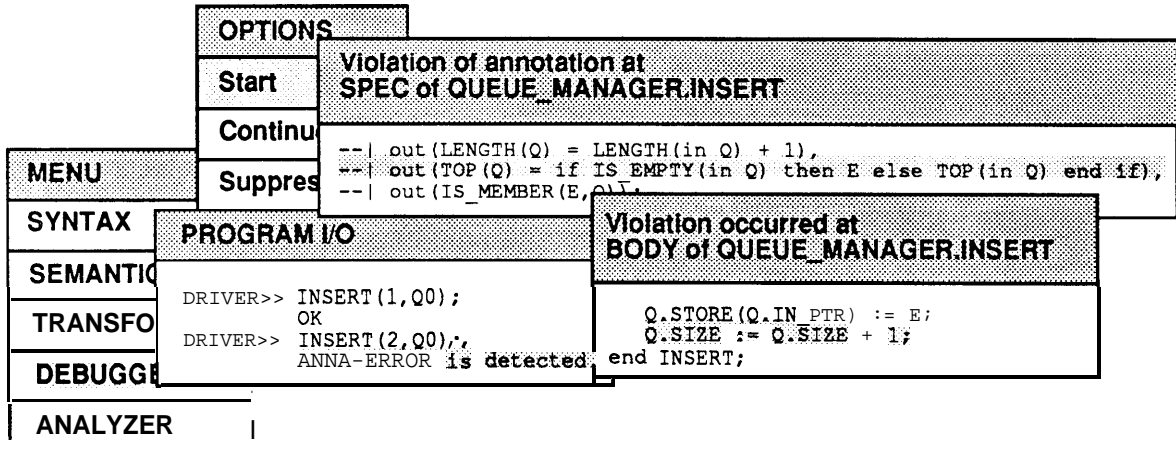 OPTIONS
Start
Continu
Suppres
Violation of annotation at
SPEC of QUEUE_MANAGER.INSERT
--| out(LENGTH(Q) = LENGTH(in Q) + 1),
--| out(TOP(Q) = if IS_EMPTY(in Q) then E else TOP(in Q) end if),
--| out(IS_MEMBER(E,Q));
MENU
SYNTAX
SEMANTIC
TRANSFO
DEBUGGE
ANALYZER
PROGRAM I/O
DRIVER>> INSERT(1,Q0);
OK
DRIVER>> INSERT(2,Q0);
ANNA-ERROR is detected
Violation occurred at
BODY of QUEUE_MANAGER.INSERT
Q.STORE(Q.IN_PTR) := E;
Q.SIZE := Q.SIZE + 1;
end INSERT;